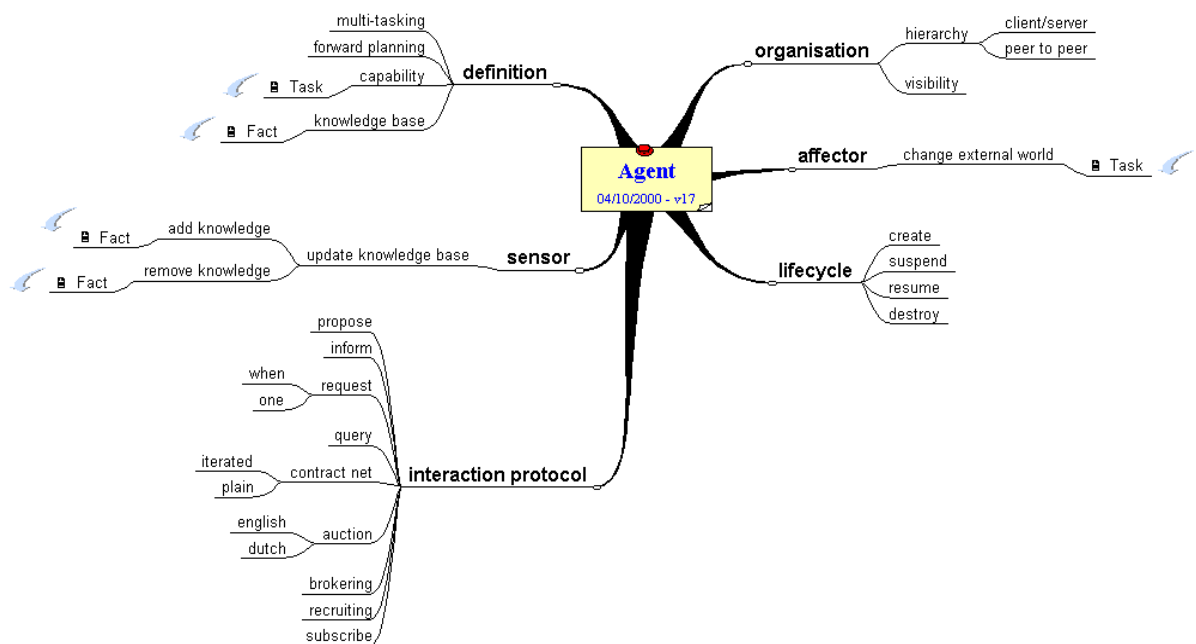 multi-tasking
forward planning
definition
capability
Task
knowledge base
Fact
organisation
hierarchy
client/server
peer to peer
visibility
Agent
04/10/2000 - v17
affector
change external world
Task
sensor
update knowledge base
add knowledge
Fact
remove knowledge
Fact
lifecycle
create
suspend
resume
destroy
interaction protocol
propose
inform
request
when
one
query
contract net
iterated
plain
auction
english
dutch
brokering
recruiting
subscribe